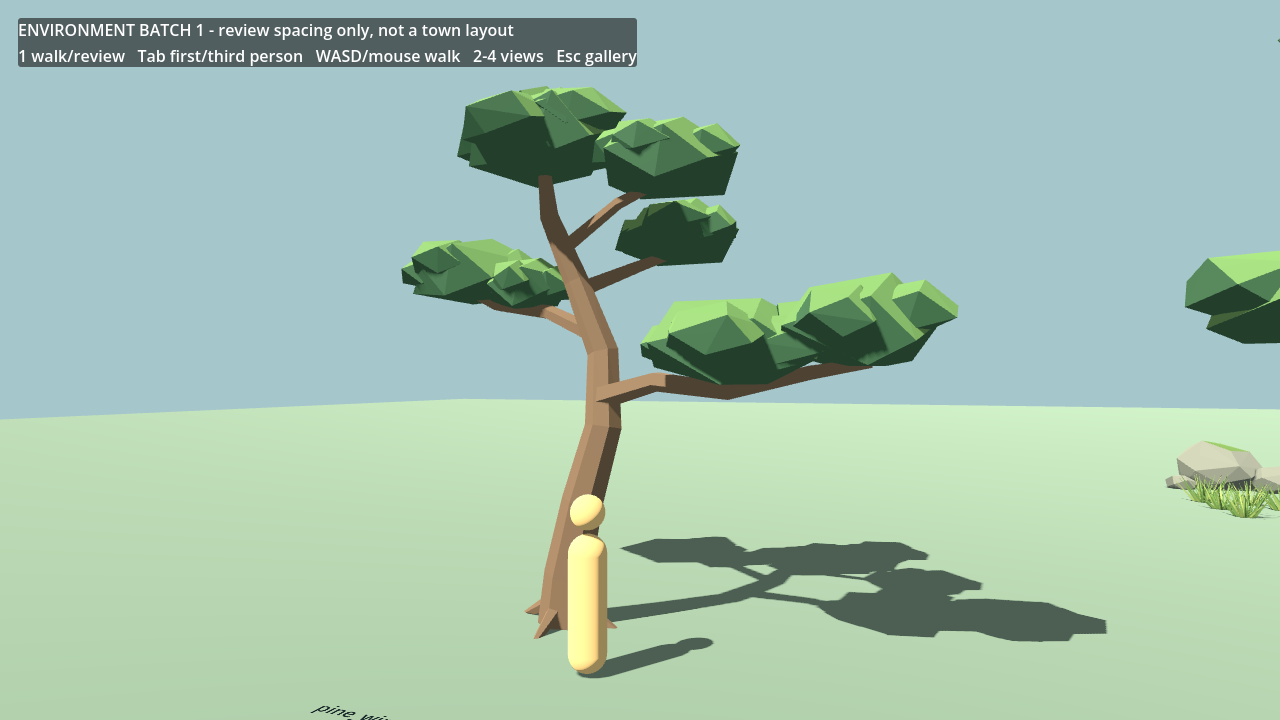 ENVIRONMENT BATCH 1 - review spacing only, not a town layout
1 walk/review Tab first/third person WASD/mouse walk 2-4 views Esc gallery
pine